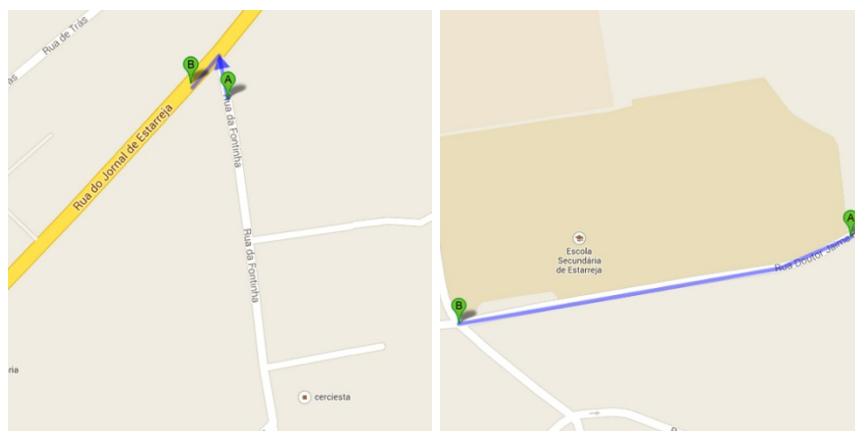 Rua de Trás
B
A
Rua da Fontinha
Rua do Jornal de Estarreja
Rua da Fontinha
ria
cerciesta
A
Escola
Secundária
de Estarreja
Rua Doutor Jaime
B